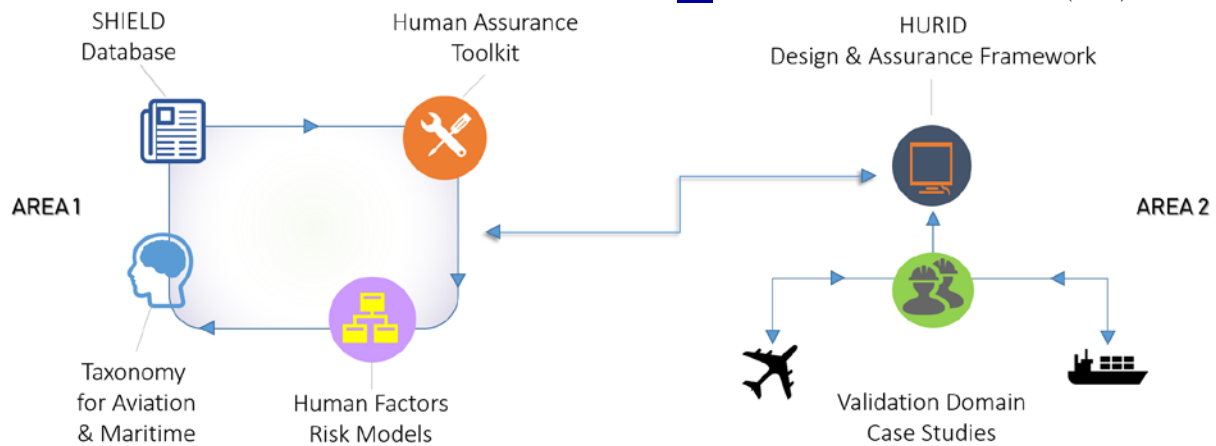 SHIELD
Database
Human Assurance
Toolkit
HURID
Design & Assurance Framework
AREA 1
AREA 2
Taxonomy
for Aviation
& Maritime
Human Factors
Risk Models
Validation Domain
Case Studies